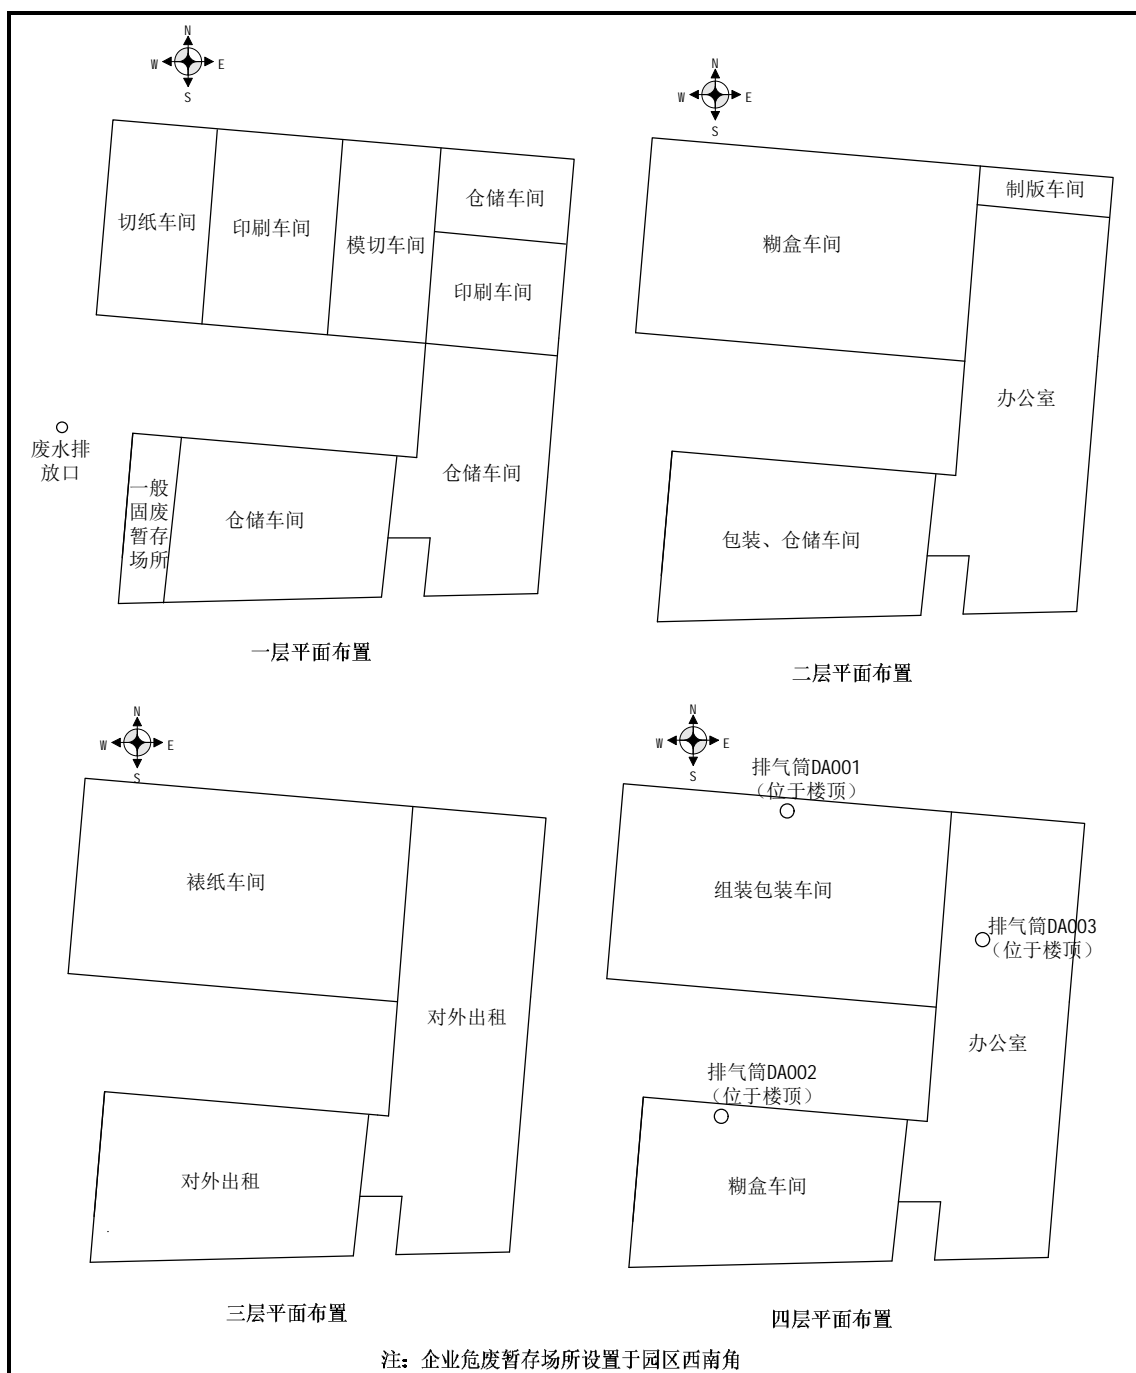 N
W
E
S
切纸车间
印刷车间
模切车间
仓储车间
印刷车间
废水排
放口
一般
固废
暂存
场所
仓储车间
仓储车间
一层平面布置
N
W
E
S
制版车间
糊盒车间
办公室
包装、仓储车间
二层平面布置
N
W
E
S
裱纸车间
对外出租
对外出租
三层平面布置
N
W
E
S
排气筒DA001
（位于楼顶）
组装包装车间
排气筒DA003
（位于楼顶）
办公室
排气筒DA002
（位于楼顶）
糊盒车间
四层平面布置
注：企业危废暂存场所设置于园区西南角